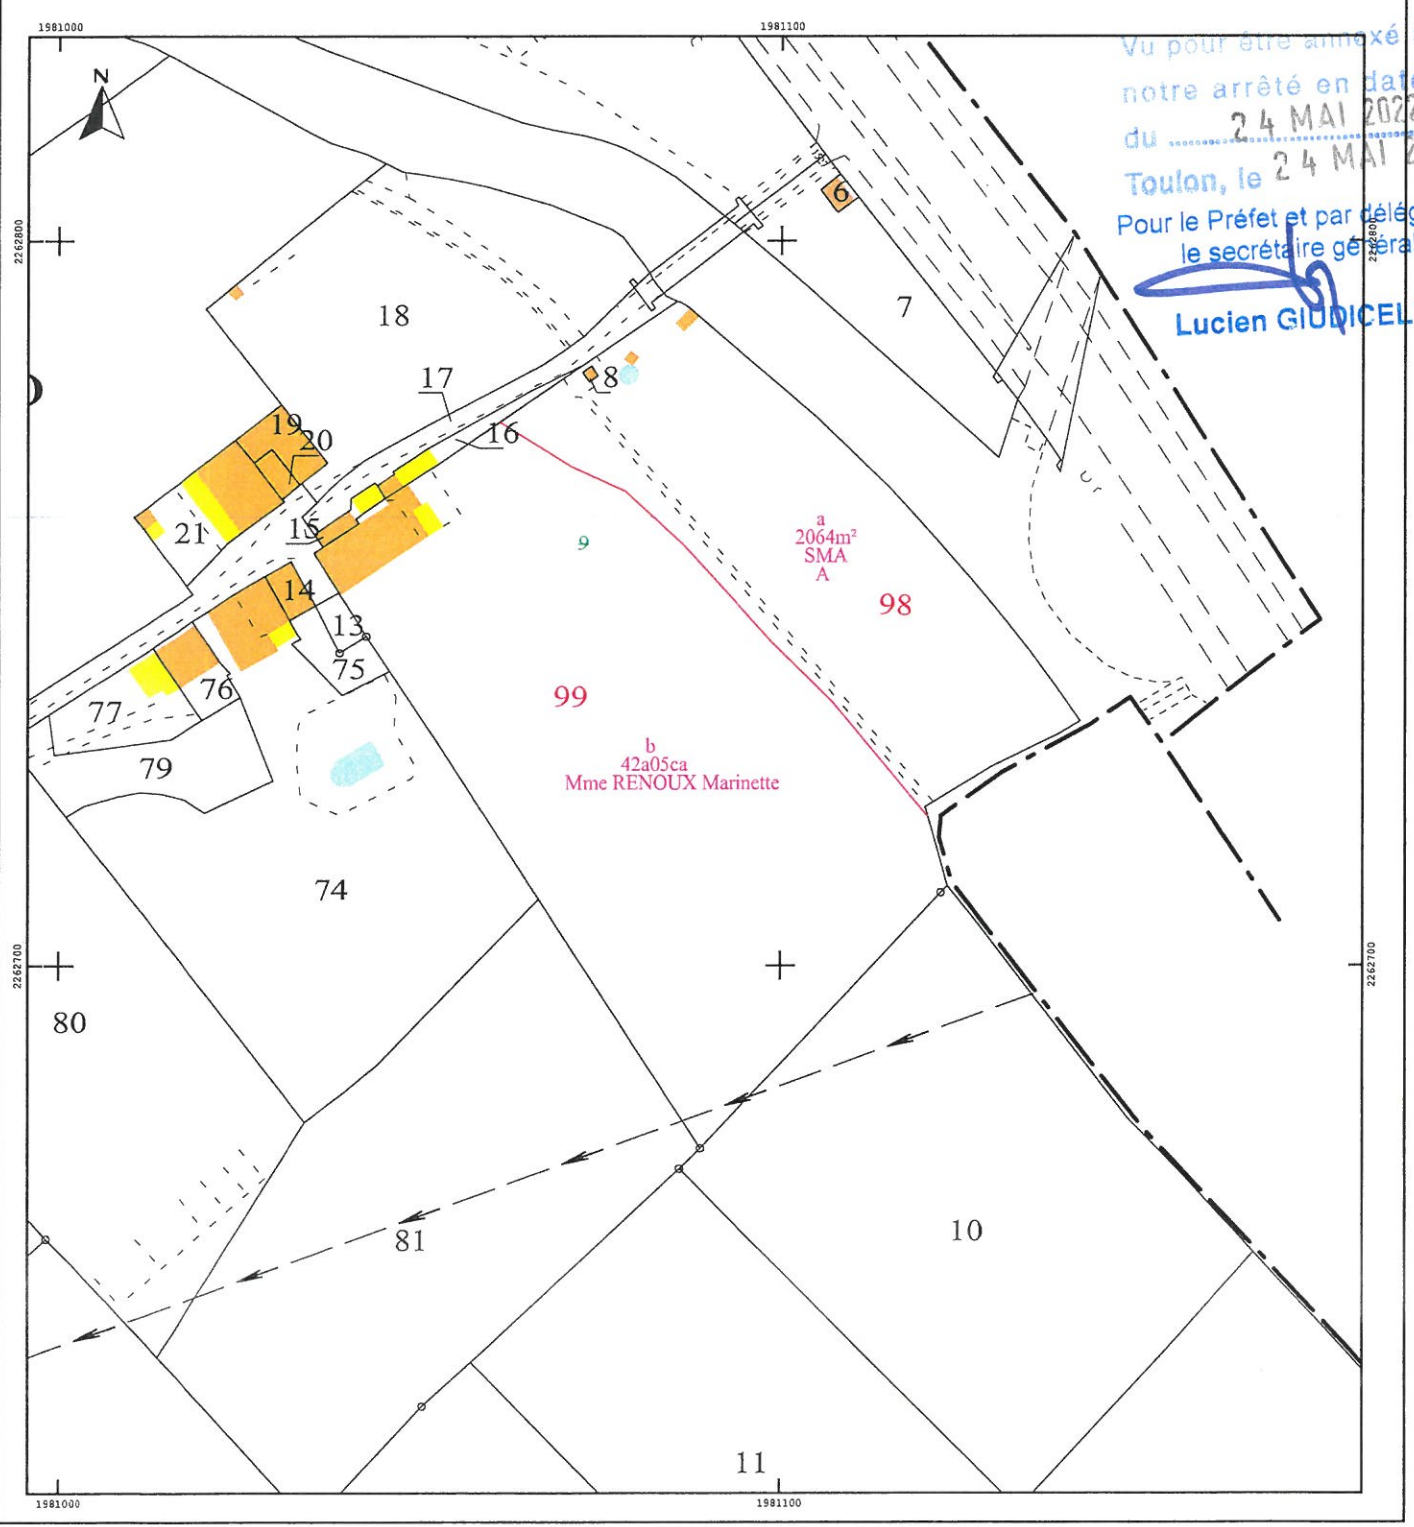 1981000
1981100
Vu pour être annexé
notre arrêté en date
du 24 MAI 2022
Toulon, le 24 MAI
Pour le Préfet et par délég
le secrétaire généra
Lucien GIUDICEL
N
2262800
2262800
6
7
18
17
8
16
19
20
21
15
14
13
75
76
77
79
9
a
2064m²
SMA
A
98
99
b
42a05ca
Mme RENOUX Marinette
74
2262700
2262700
80
81
10
11
1981000
1981100